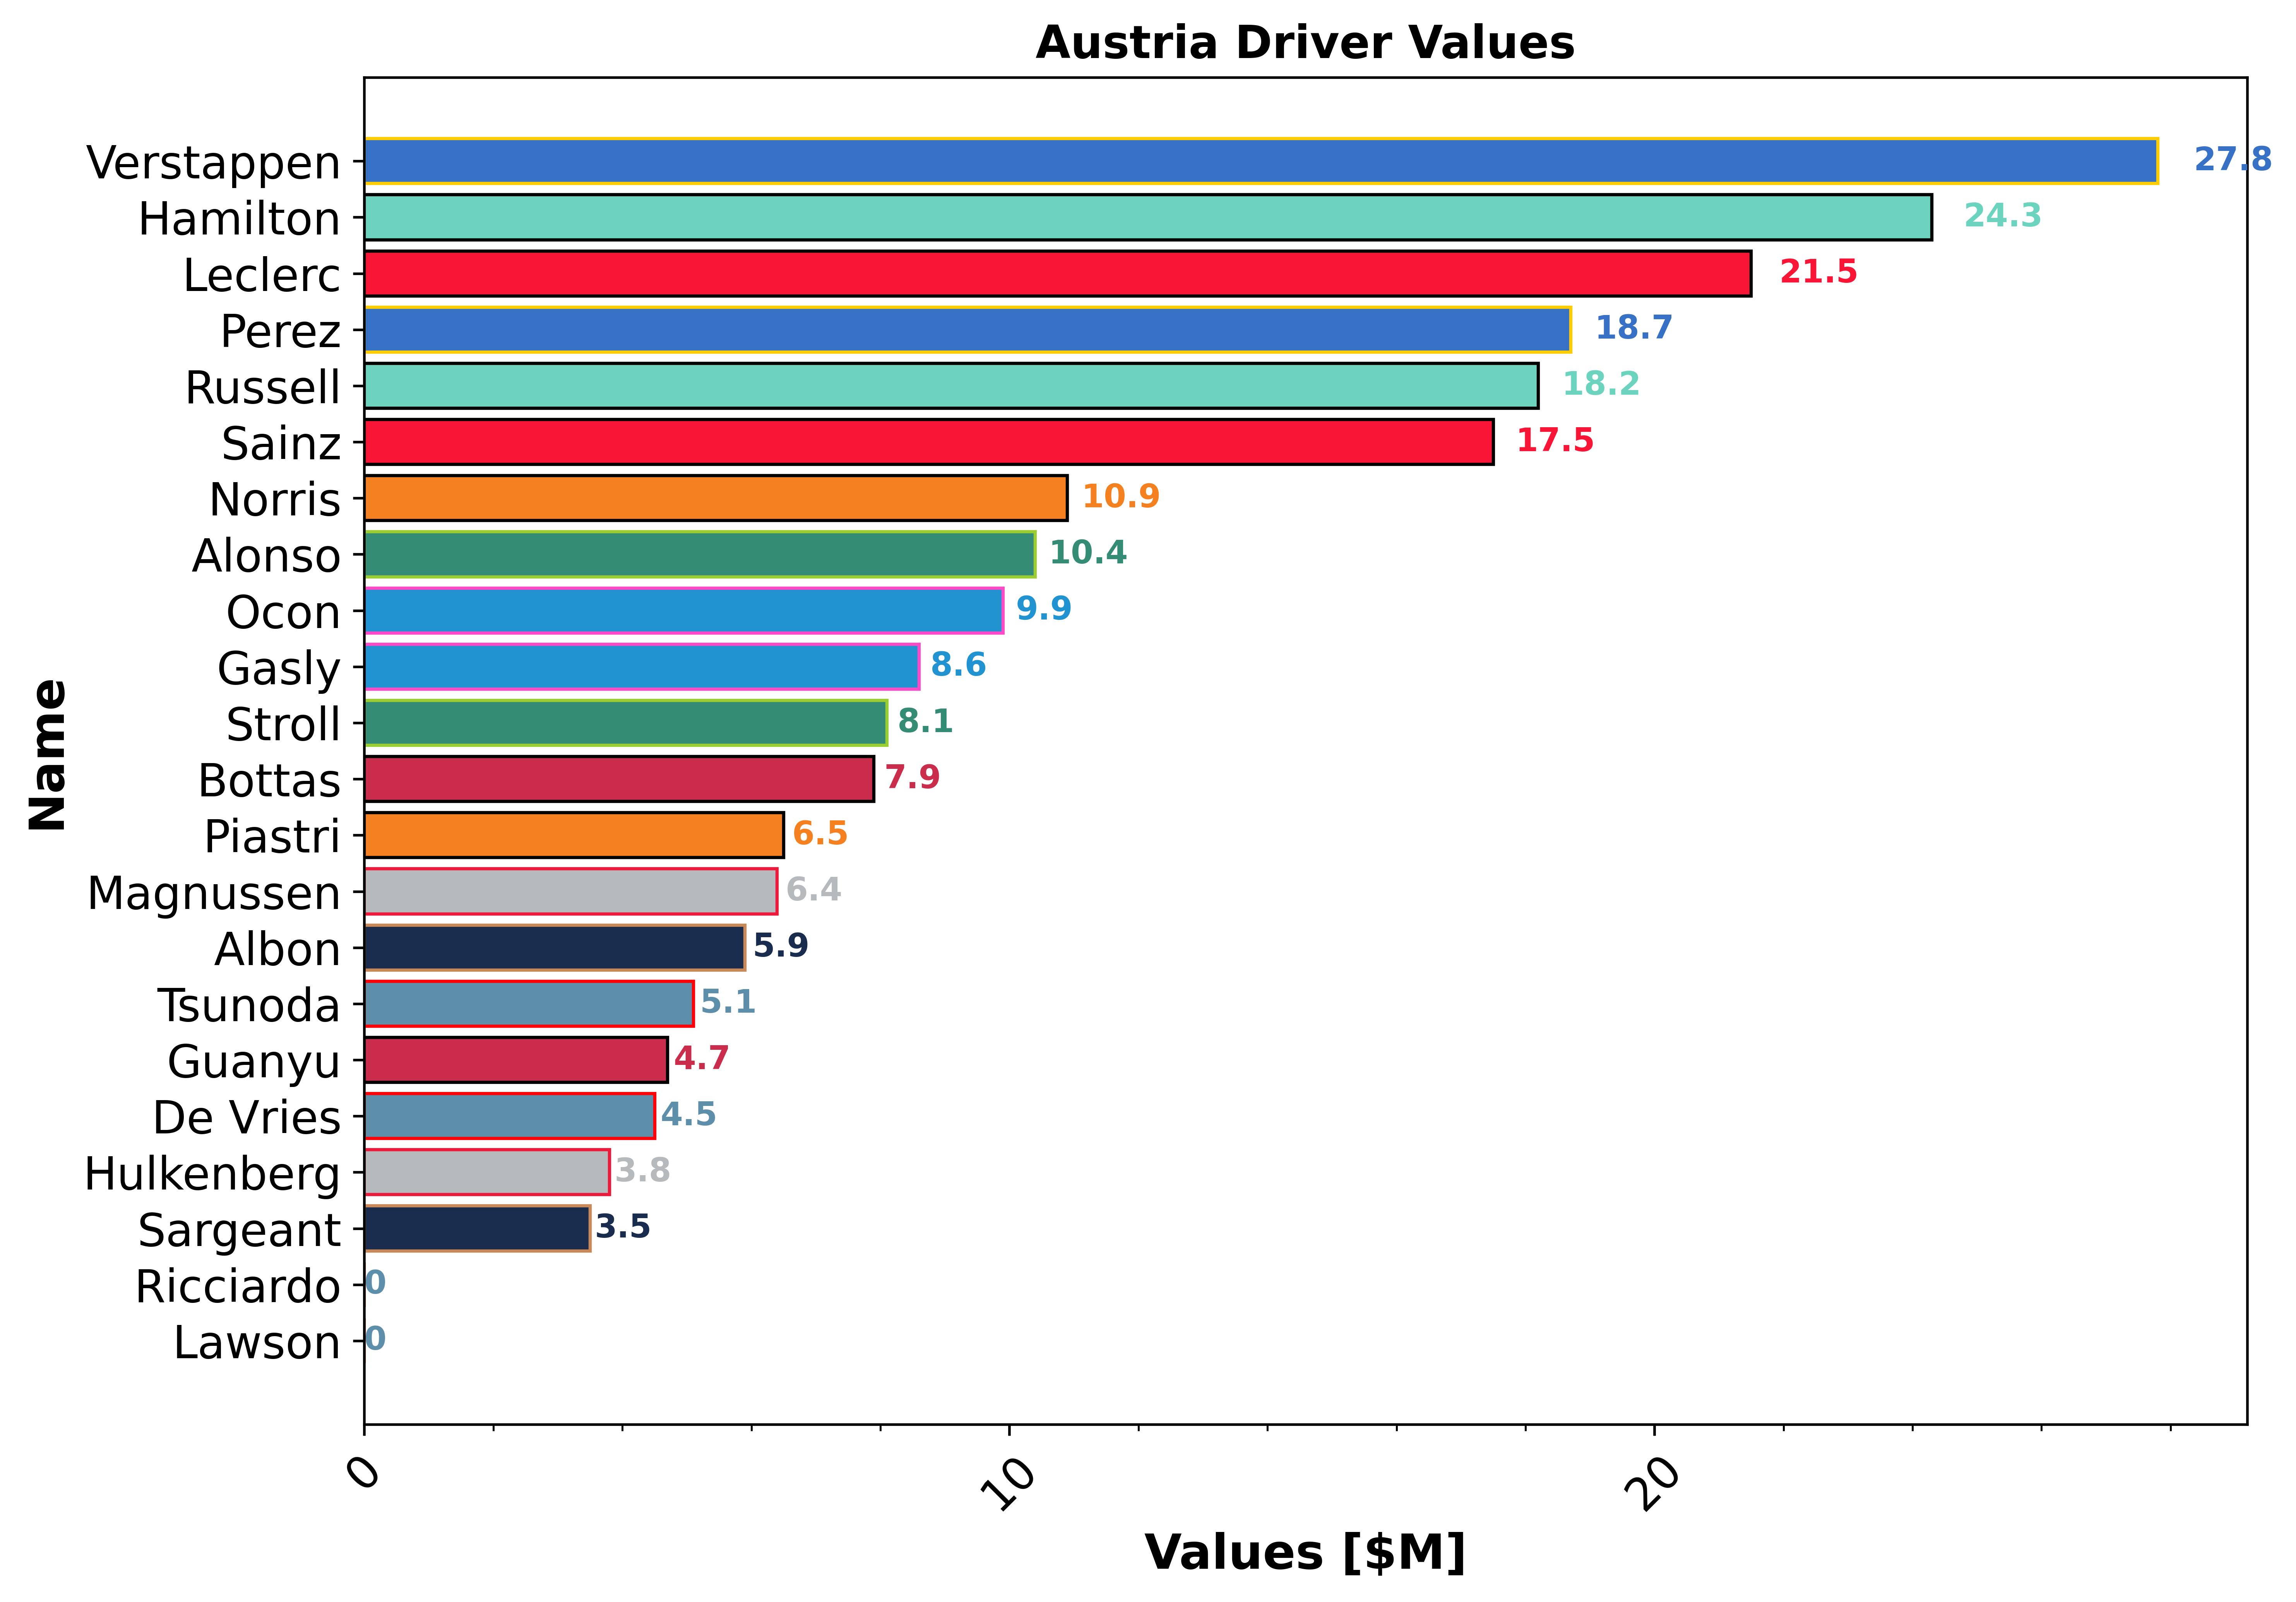 Austria Driver Values
Name
Verstappen 27.8
Hamilton 24.3
Leclerc 21.5
Perez 18.7
Russell 18.2
Sainz 17.5
Norris 10.9
Alonso 10.4
Ocon 9.9
Gasly 8.6
Stroll 8.1
Bottas 7.9
Piastri 6.5
Magnussen 6.4
Albon 5.9
Tsunoda 5.1
Guanyu 4.7
De Vries 4.5
Hulkenberg 3.8
Sargeant 3.5
Ricciardo 0
Lawson 0
0 10 20
Values [$M]